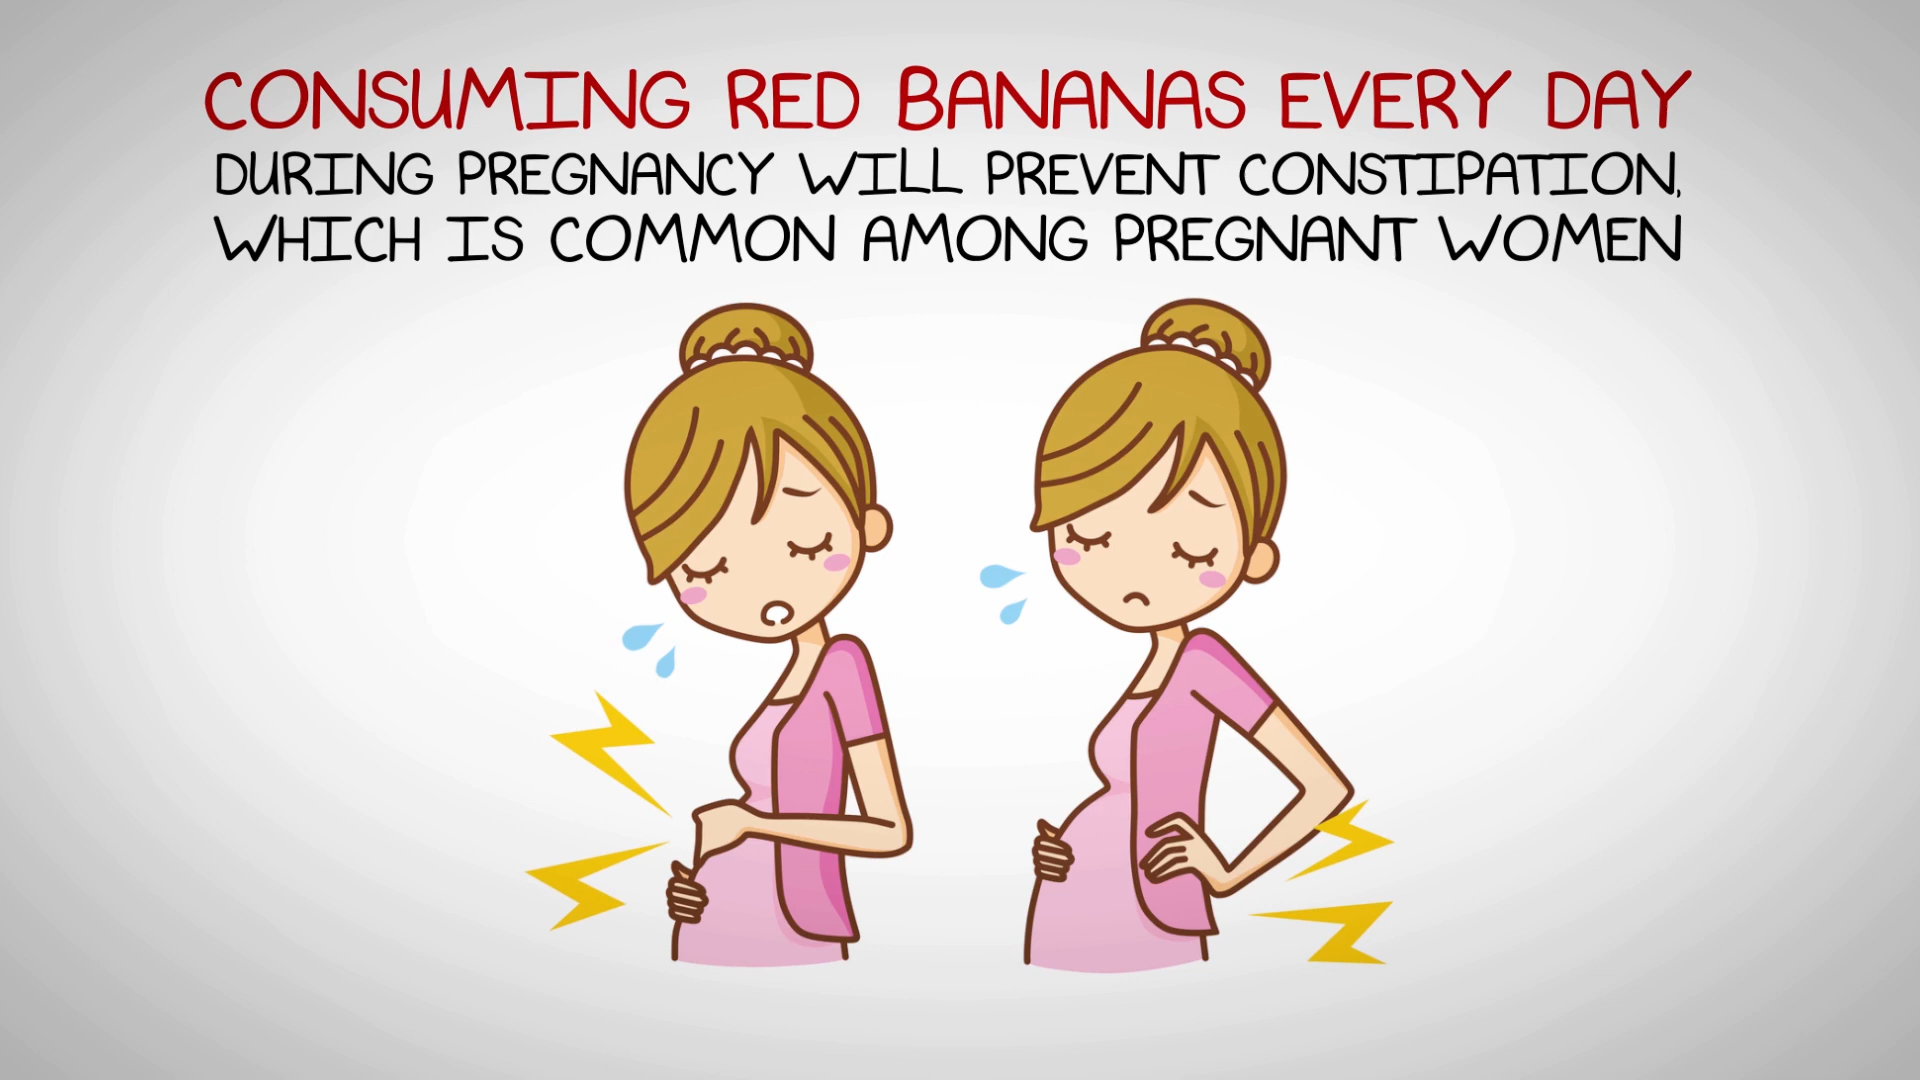 CONSUMING RED BANANAS EVERY DAY
DURING PREGNANCY WILL PREVENT CONSTIPATION,
WHICH IS COMMON AMONG PREGNANT WOMEN